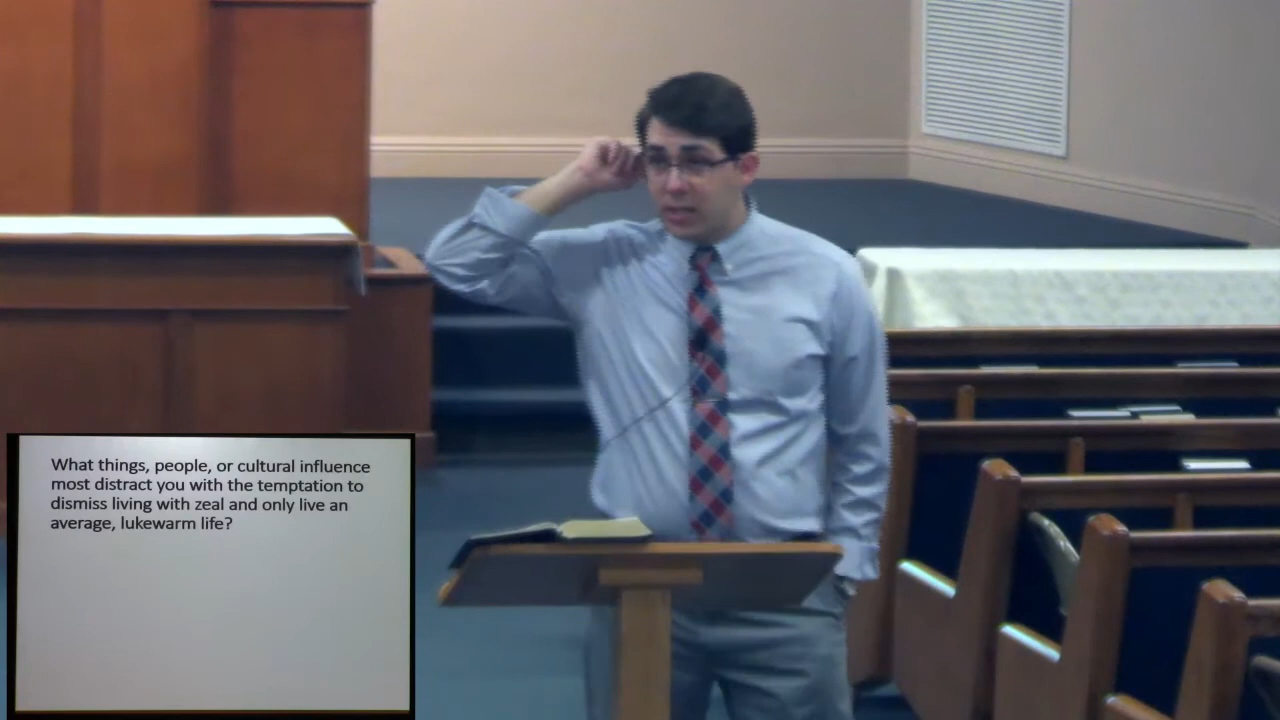 What things, people, or cultural influence
most distract you with the temptation to
dismiss living with zeal and only live an
average, lukewarm life?